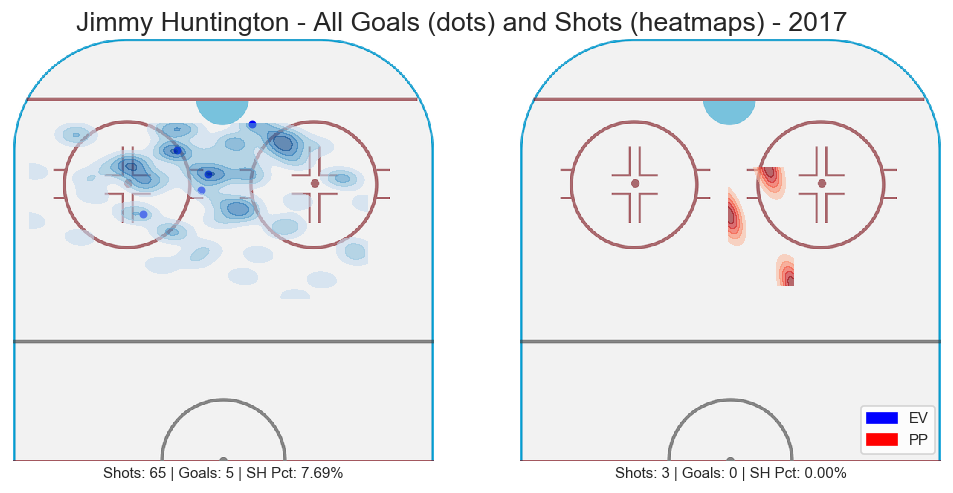 Jimmy Huntington - All Goals (dots) and Shots (heatmaps) - 2017
EV
PP
Shots: 65 | Goals: 5 | SH Pct: 7.69%
Shots: 3 | Goals: 0 | SH Pct: 0.00%